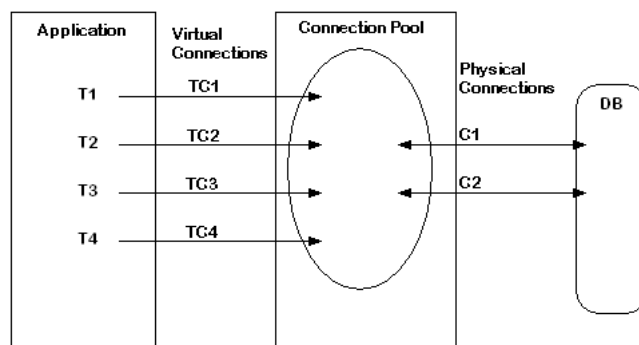 Application
Virtual
Connections
Connection Pool
Physical
Connections
DB
T1
TC1
T2
TC2
C1
T3
TC3
C2
T4
TC4